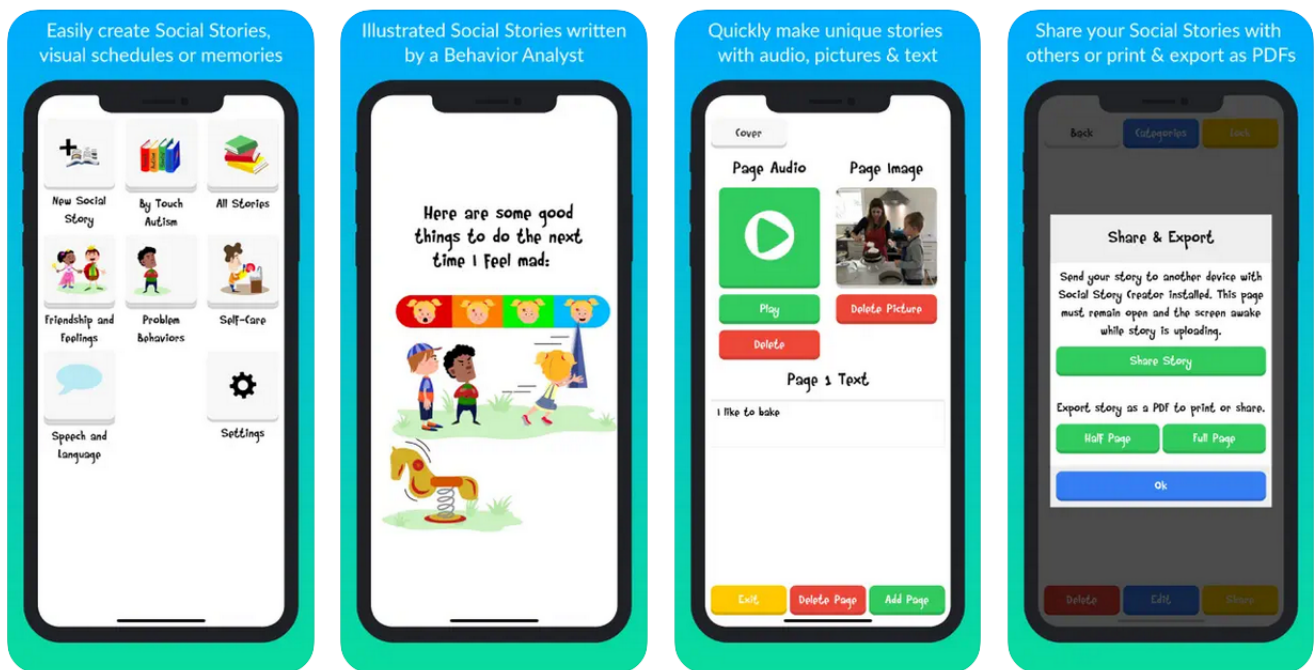 Easily create Social Stories,
visual schedules or memories
New Social
Story
By Touch
Autism
All Stories
Friendship and
Feelings
Problem
Behaviors
Self-Care
Speech and
Language
Settings
Illustrated Social Stories written
by a Behavior Analyst
Here are some good
things to do the next
time I feel mad:
Quickly make unique stories
with audio, pictures & text
Cover
Page Audio
Page Image
Play
Delete Picture
Delete
Page 1 Text
I like to bake
Exit
Delete Page
Add Page
Share your Social Stories with
others or print & export as PDFs
Back
Categories
Lock
Share & Export
Send your story to another device with
Social Story Creator installed. This page
must remain open and the screen awake
while story is uploading.
Share Story
Export story as a PDF to print or share.
Half Page
Full Page
Ok
Delete
Edit
Share